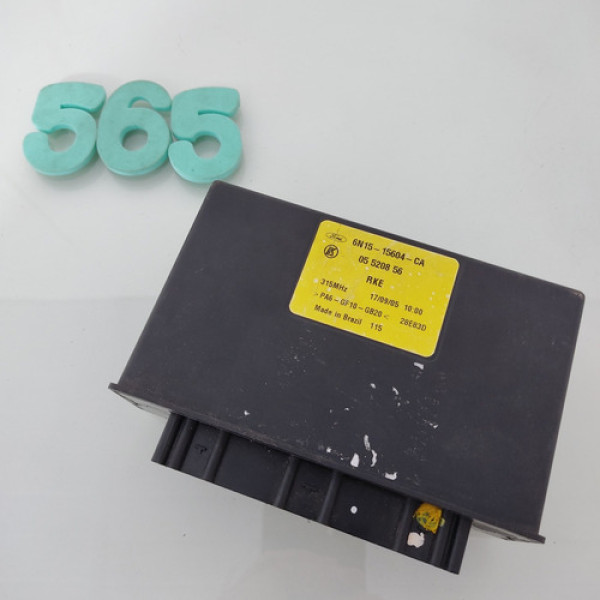 565
Ford
6N15-15604-CA
05 5208 56
RKE
315MHz 17/09/05 10:00
>PA6-GF10-GB20< 28E83D
Made in Brazil 115